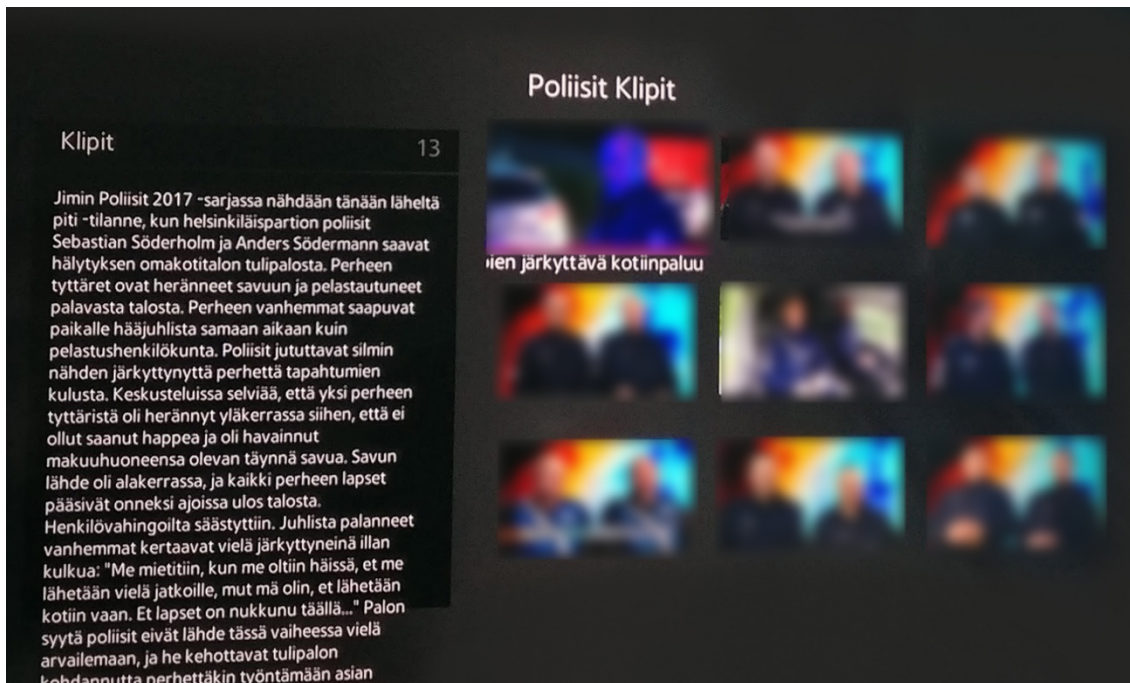 Poliisit Klipit
Klipit
13
Jimin Poliisit 2017 -sarjassa nähdään tänään läheltä
piti -tilanne, kun helsinkiläispartion poliisit
Sebastian Söderholm ja Anders Södermann saavat
hälytyksen omakotitalon tulipalosta. Perheen
tyttäret ovat heränneet savuun ja pelastautuneet
palavasta talosta. Perheen vanhemmat saapuvat
paikalle hääjuhlista samaan aikaan kuin
pelastushenkilökunta. Poliisit jututtavat silmin
nähden järkyttynyttä perhettä tapahtumien
kulusta. Keskusteluissa selviää, että yksi perheen
tyttäristä oli herännyt yläkerrassa siihen, että ei
ollut saanut happea ja oli havainnut
makuuhuoneensa olevan täynnä savua. Savun
lähde oli alakerrassa, ja kaikki perheen lapset
pääsivät onneksi ajoissa ulos talosta.
Henkilövahingoilta säästyttiin. Juhlista palanneet
vanhemmat kertaavat vielä järkyttyneinä illan
kulkua: "Me mietitiin, kun me oltiin häissä, et me
lähetään vielä jatkoille, mut mä olin, et lähetään
kotiin vaan. Et lapset on nukkunu täällä..." Palon
syytä poliisit eivät lähde tässä vaiheessa vielä
arvailemaan, ja he kehottavat tulipalon
kohdannutta perhettäkin työntämään asian
ien järkyttävä kotiinpaluu